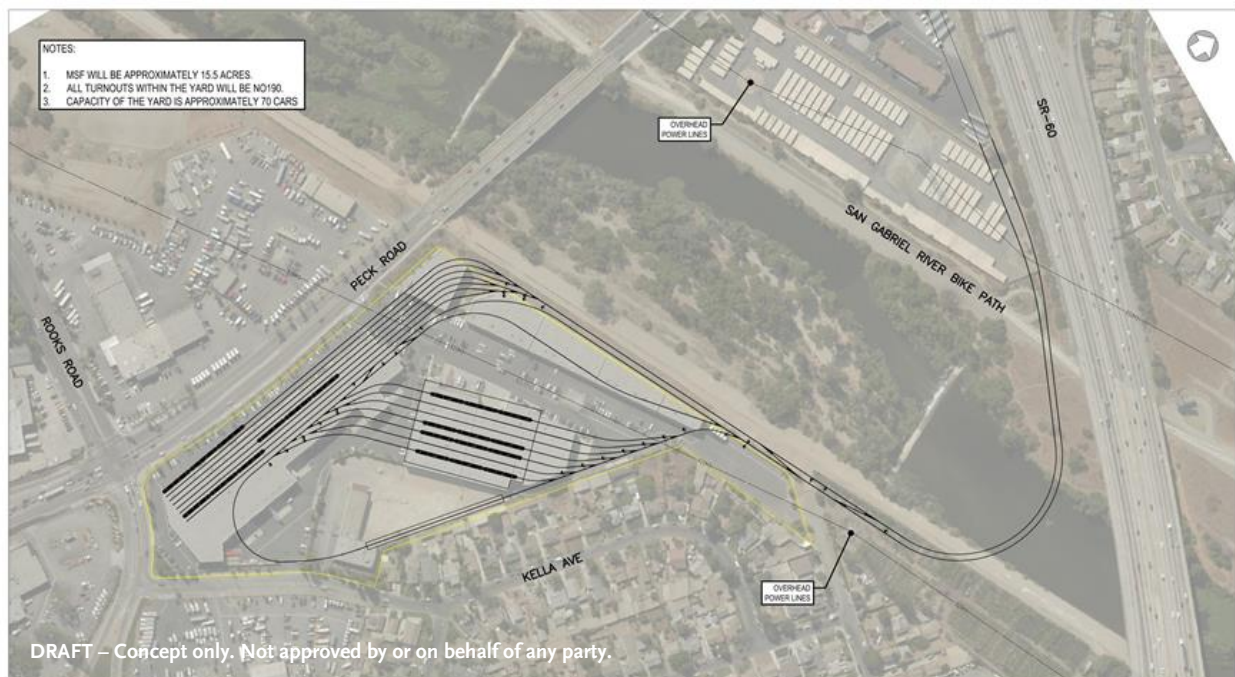 NOTES:
1. MSF WILL BE APPROXIMATELY 15.5 ACRES.
2. ALL TURNOUTS WITHIN THE YARD WILL BE NO190.
3. CAPACITY OF THE YARD IS APPROXIMATELY 70 CARS
OVERHEAD
POWER LINES
SR-60
SAN GABRIEL RIVER BIKE PATH
PECK ROAD
ROOKS ROAD
KELLA AVE
OVERHEAD
POWER LINES
DRAFT – Concept only. Not approved by or on behalf of any party.